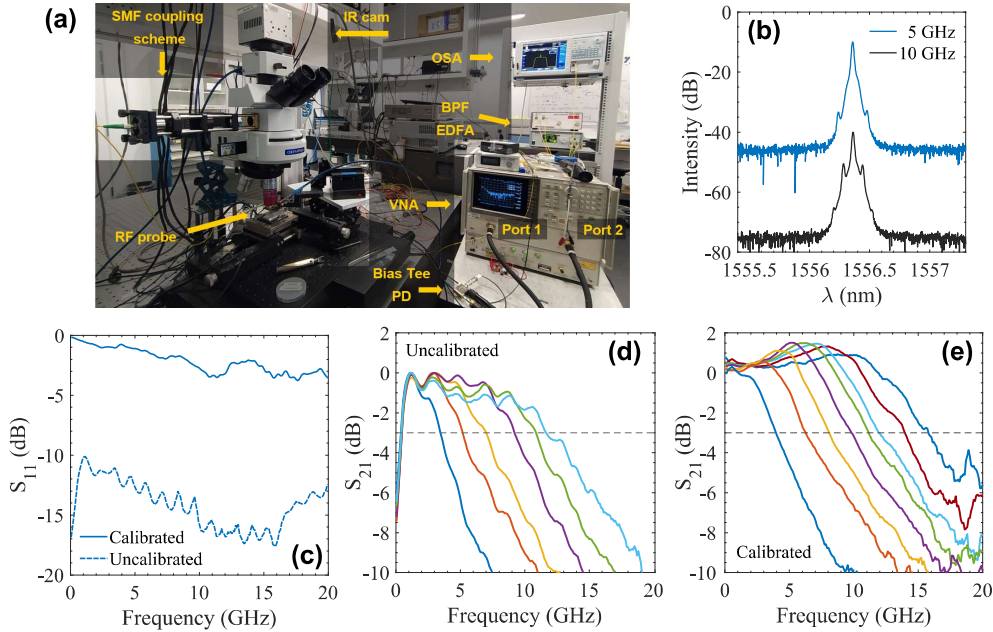 (a)
SMF coupling
scheme
IR cam
OSA
BPF
EDFA
VNA
RF probe
Port 1
Port 2
Bias Tee
PD
(b)
5 GHz
10 GHz
0
-20
-40
-60
-80
Intensity (dB)
1555.5
1556
1556.5
1557
λ (nm)
0
-5
-10
-15
-20
S11 (dB)
Calibrated
Uncalibrated
(c)
0
5
10
15
20
Frequency (GHz)
2
0
-2
-4
-6
-8
-10
S21 (dB)
Uncalibrated
(d)
0
5
10
15
20
Frequency (GHz)
2
0
-2
-4
-6
-8
-10
S21 (dB)
Calibrated
(e)
0
5
10
15
20
Frequency (GHz)